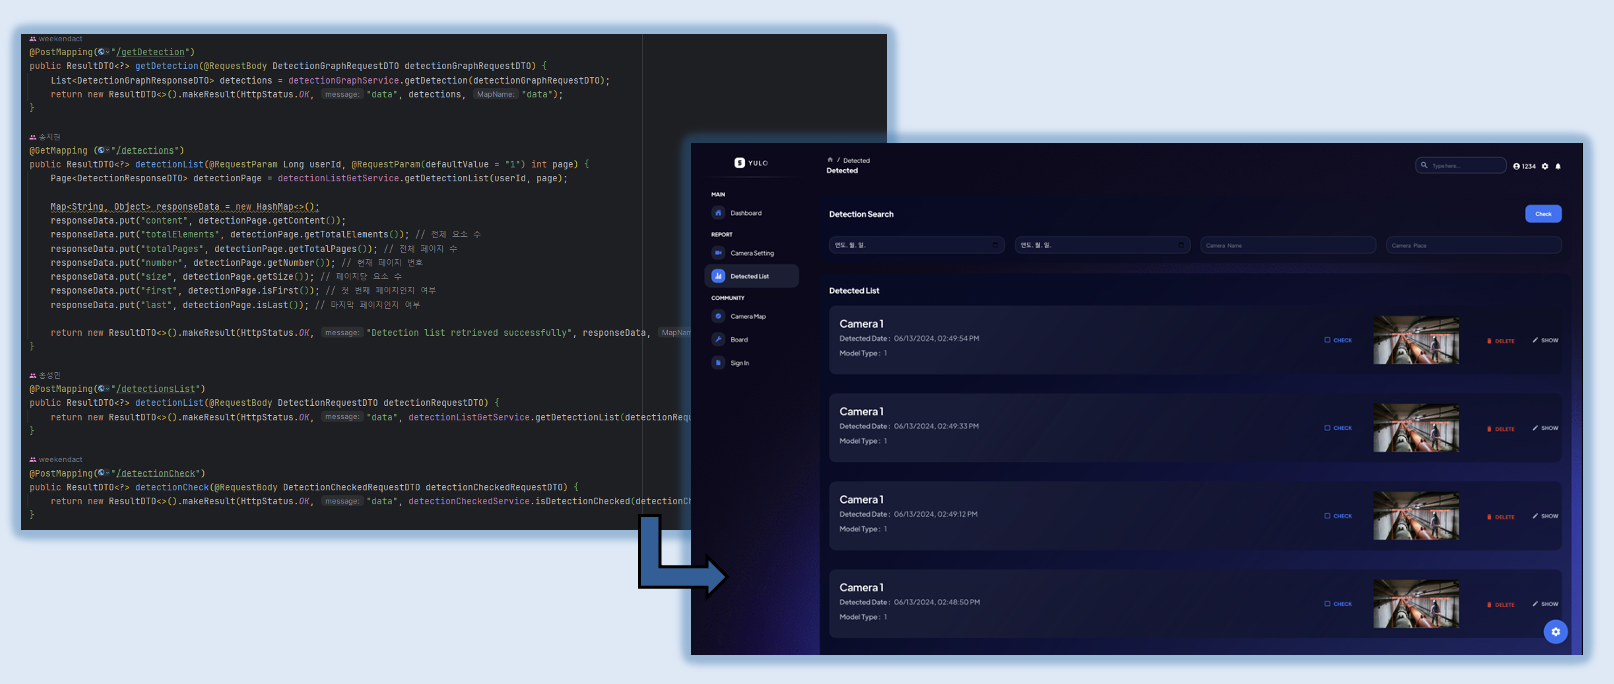 weekendact
@PostMapping("/getDetection")
public ResultDTO<?> getDetection(@RequestBody DetectionGraphRequestDTO detectionGraphRequestDTO) {
List<DetectionGraphResponseDTO> detections = detectionGraphService.getDetection(detectionGraphRequestDTO);
return new ResultDTO<>().makeResult(HttpStatus.OK, message: "data", detections, MapName: "data");
}
@GetMapping ("/detections")
public ResultDTO<?> detectionList(@RequestParam Long userId, @RequestParam(defaultValue = "1") int page) {
Page<DetectionResponseDTO> detectionPage = detectionListGetService.getDetectionList(userId, page);
Map<String, Object> responseData = new HashMap<>();
responseData.put("content", detectionPage.getContent());
responseData.put("totalElements", detectionPage.getTotalElements()); // 전체 요소 수
responseData.put("totalPages", detectionPage.getTotalPages()); // 전체 페이지 수
responseData.put("number", detectionPage.getNumber()); // 현재 페이지 번호
responseData.put("size", detectionPage.getSize()); // 페이지당 요소 수
responseData.put("first", detectionPage.isFirst()); // 첫 번째 페이지인지 여부
responseData.put("last", detectionPage.isLast()); // 마지막 페이지인지 여부
return new ResultDTO<>().makeResult(HttpStatus.OK, message: "Detection list retrieved successfully", responseData, MapNam
}
@PostMapping("/detectionsList")
public ResultDTO<?> detectionList(@RequestBody DetectionRequestDTO detectionRequestDTO) {
return new ResultDTO<>().makeResult(HttpStatus.OK, message: "data", detectionListGetService.getDetectionList(detectionRequ
}
weekendact
@PostMapping("/detectionCheck")
public ResultDTO<?> detectionCheck(@RequestBody DetectionCheckedRequestDTO detectionCheckedRequestDTO) {
return new ResultDTO<>().makeResult(HttpStatus.OK, message: "data", detectionCheckedService.isDetectionChecked(detectionCh
}
S YULO
MAIN
Dashboard
REPORT
Camera Setting
Detected List
COMMUNITY
Camera Map
Board
Sign In
/ Detected
Detected
Type here...
1234
Detection Search
Check
연도. 월. 일.
연도. 월. 일.
Camera Name
Camera Place
Detected List
Camera 1
Detected Date : 06/13/2024, 02:49:54 PM
Model Type : 1
CHECK
DELETE
SHOW
Camera 1
Detected Date : 06/13/2024, 02:49:33 PM
Model Type : 1
CHECK
DELETE
SHOW
Camera 1
Detected Date : 06/13/2024, 02:49:12 PM
Model Type : 1
CHECK
DELETE
SHOW
Camera 1
Detected Date : 06/13/2024, 02:48:50 PM
Model Type : 1
CHECK
DELETE
SHOW